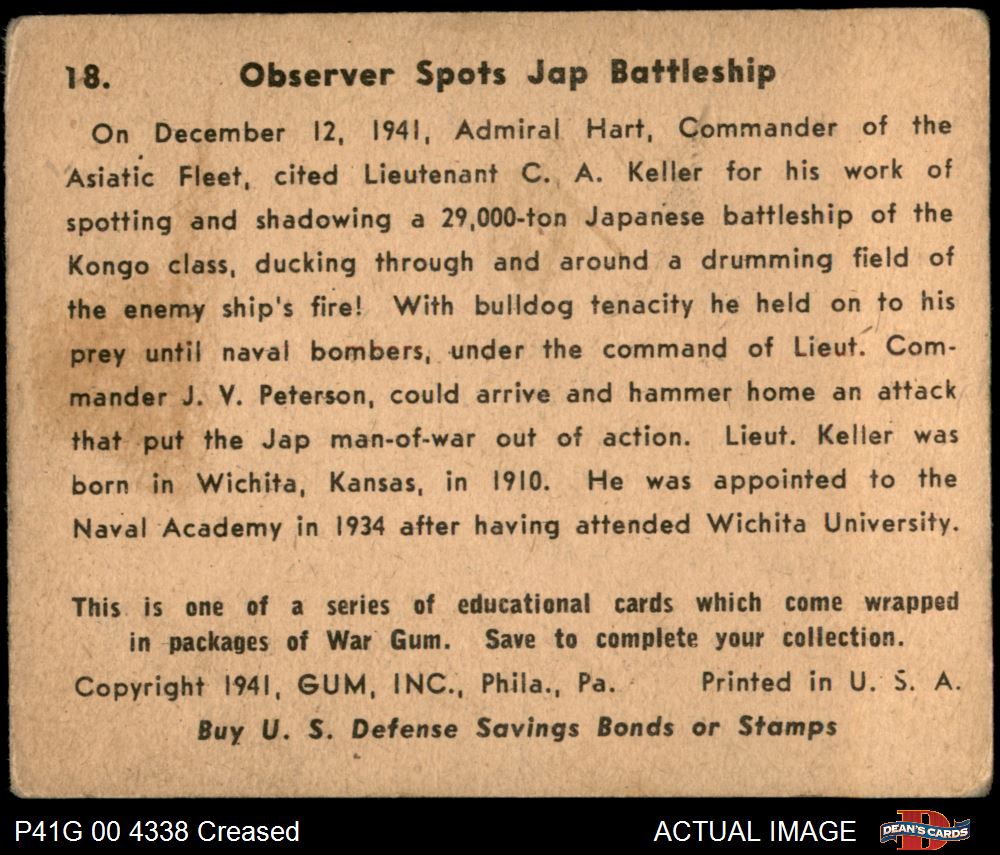 18. Observer Spots Jap Battleship
On December 12, 1941, Admiral Hart, Commander of the
Asiatic Fleet, cited Lieutenant C. A. Keller for his work of
spotting and shadowing a 29,000-ton Japanese battleship of the
Kongo class, ducking through and around a drumming field of
the enemy ship's fire! With bulldog tenacity he held on to his
prey until naval bombers, under the command of Lieut. Com-
mander J. V. Peterson, could arrive and hammer home an attack
that put the Jap man-of-war out of action. Lieut. Keller was
born in Wichita, Kansas, in 1910. He was appointed to the
Naval Academy in 1934 after having attended Wichita University.
This is one of a series of educational cards which come wrapped
in packages of War Gum. Save to complete your collection.
Copyright 1941, GUM, INC., Phila., Pa. Printed in U. S. A.
Buy U. S. Defense Savings Bonds or Stamps
P41G 00 4338 Creased ACTUAL IMAGE
D
DEAN'S CARDS